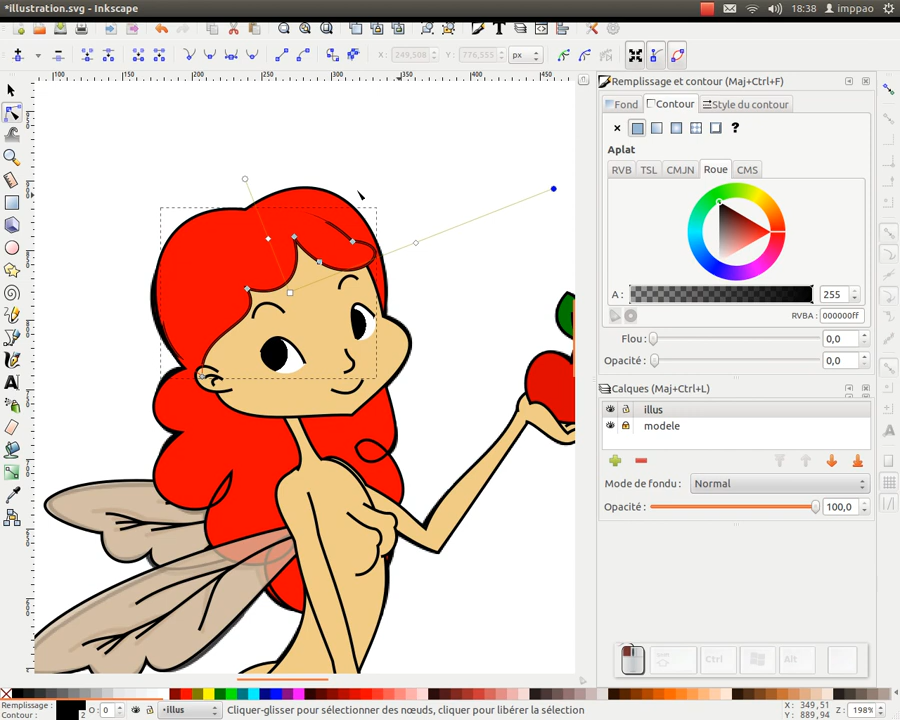 *illustration.svg - Inkscape
18:38 imppao
X: 249,508 Y: 776,555 px
Remplissage et contour (Maj+Ctrl+F)
Fond Contour Style du contour
?
Aplat
RVB TSL CMJN Roue CMS
A : 255
RVBA : 000000ff
Flou : 0,0
Opacité : 0,0
Calques (Maj+Ctrl+L)
illus
modele
Mode de fondu : Normal
Opacité : 100,0
Ctrl Alt
Remplissage :
Contour : 2
O: 0
•illus
Cliquer-glisser pour sélectionner des nœuds, cliquer pour libérer la sélection
X: 349,51
Y: 889,94
Z: 198%